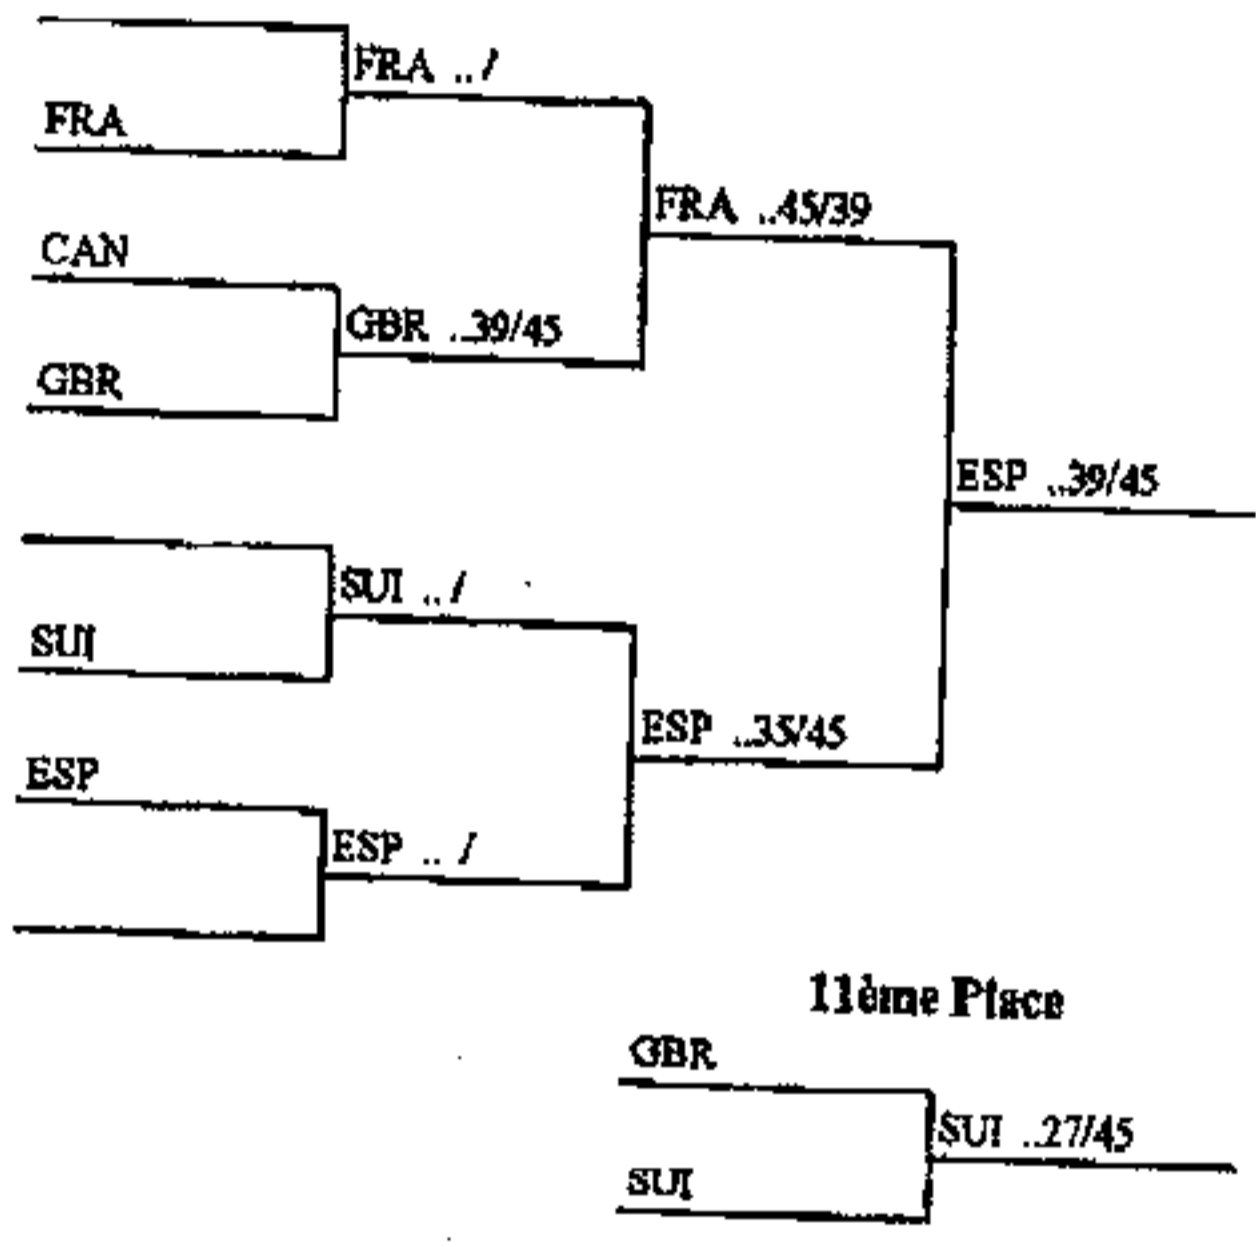 FRA ../
FRA
FRA ..45/39
CAN
GBR ..39/45
GBR
ESP ..39/45
SUI ../
SUI
ESP ..35/45
ESP
ESP .. /
11ème Place
GBR
SUI ..27/45
SUI